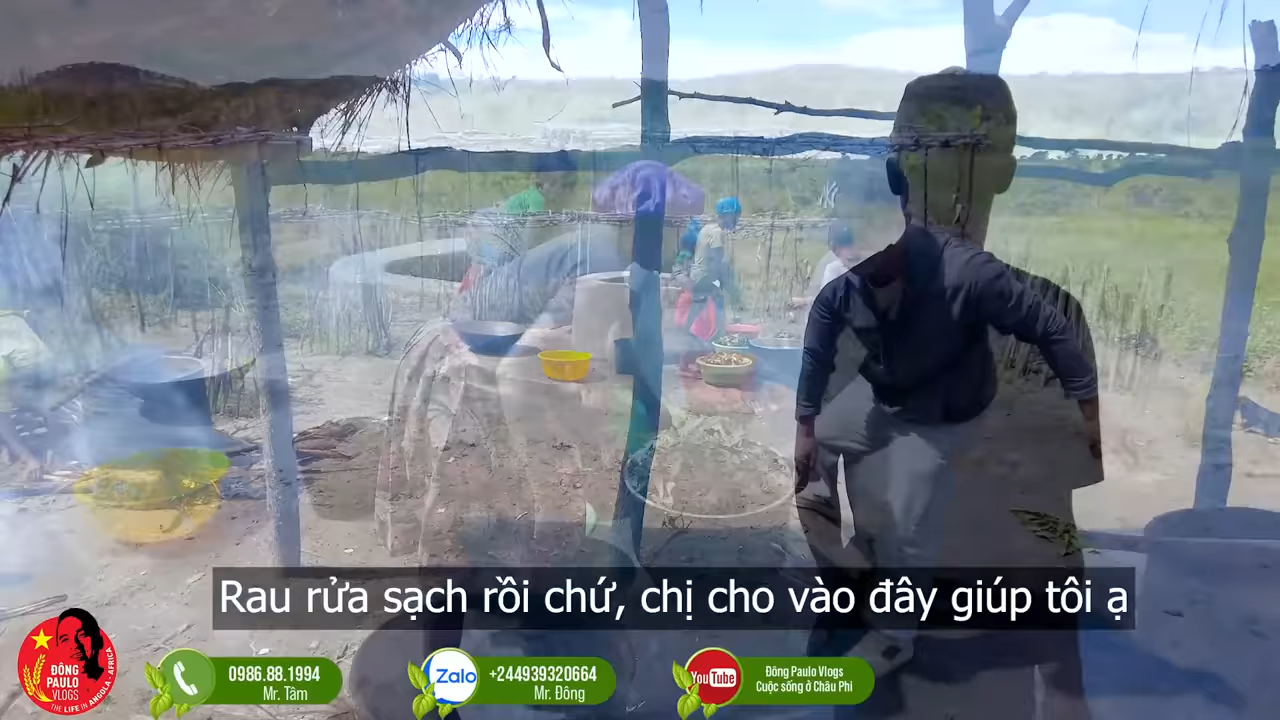 Rau rửa sạch rồi chứ, chị cho vào đây giúp tôi ạ
ĐÔNG
PAULO
VLOGS
THE LIFE IN ANGOLA - AFRICA
0986.88.1994
Mr. Tâm
Zalo
+244939320664
Mr. Đông
YouTube
Đông Paulo Vlogs
Cuộc sống ở Châu Phi